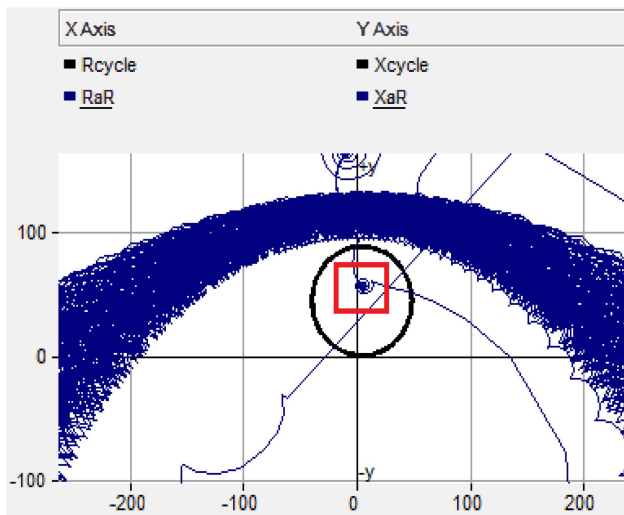 X Axis Y Axis
Rcycle Xcycle
RaR XaR
+y
100
0
-100
-y
-200 -100 0 100 200